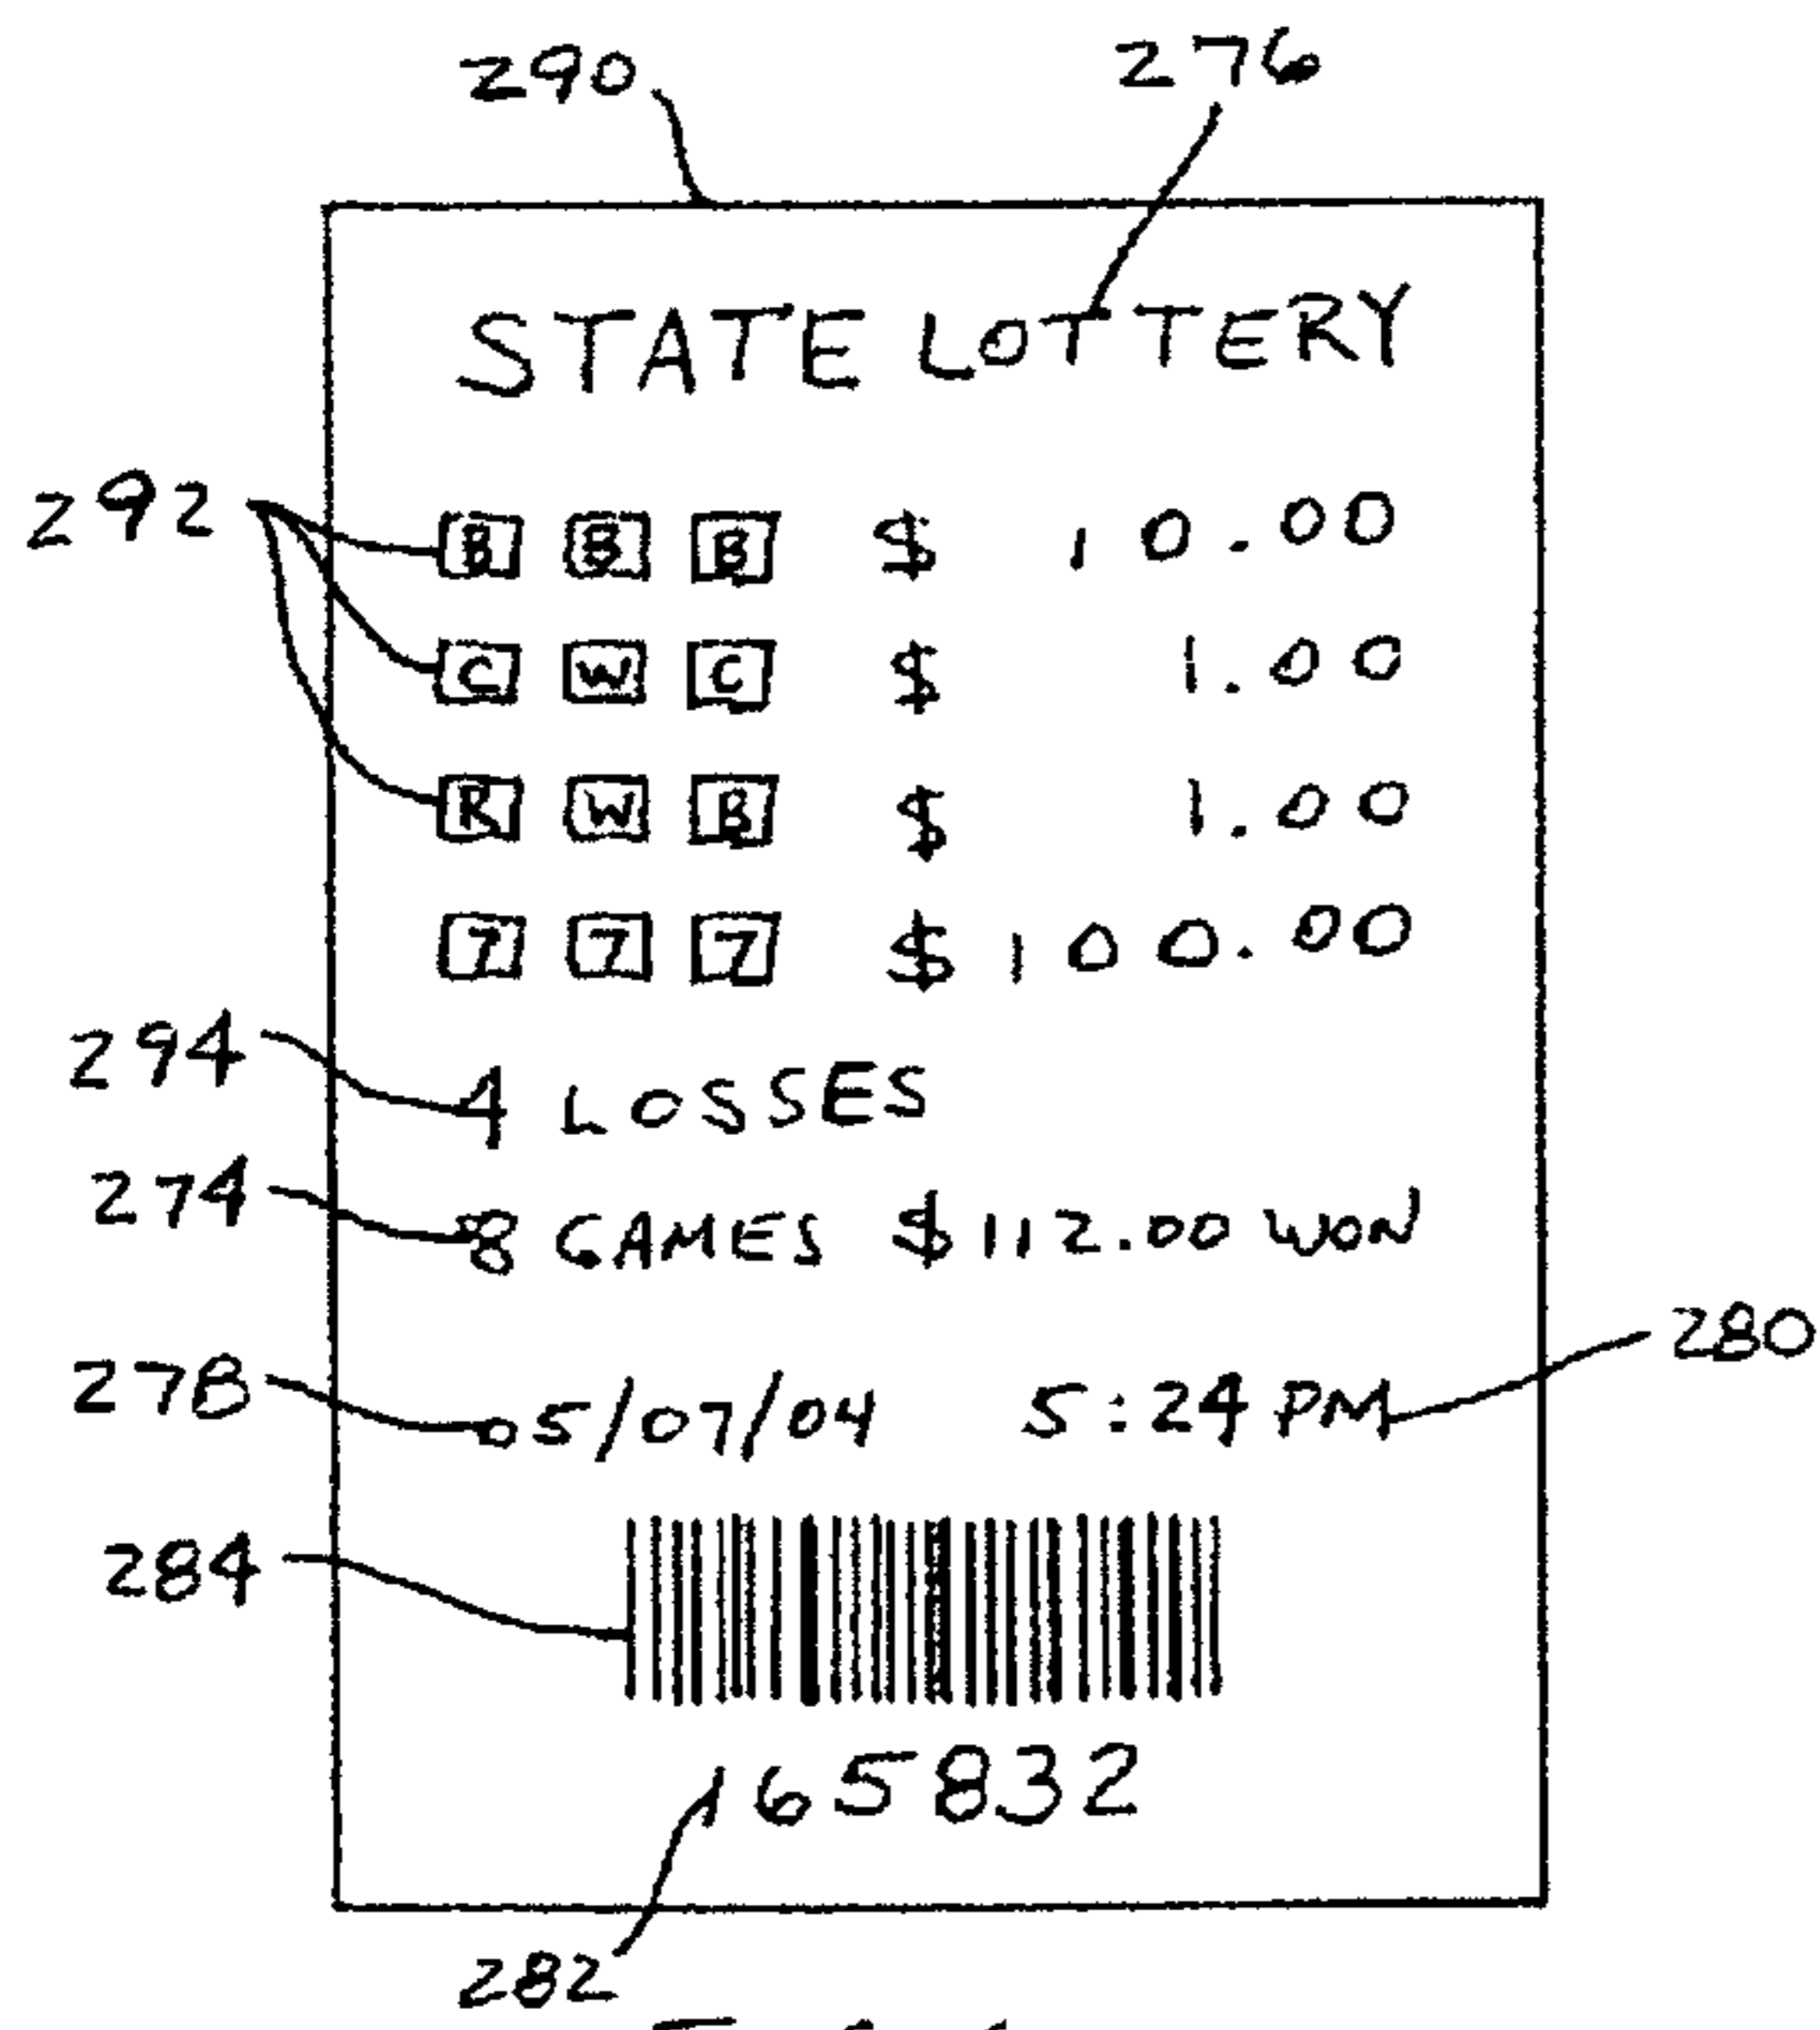 290 276
STATE LOTTERY
292 B B B $ 10.00
C W C $ 1.00
R W B $ 1.00
7 7 7 $ 100.00
294 4 LOSSES
274 8 GAMES $112.00 WON
280
278 05/07/04 5:24 PM
284
165832
282